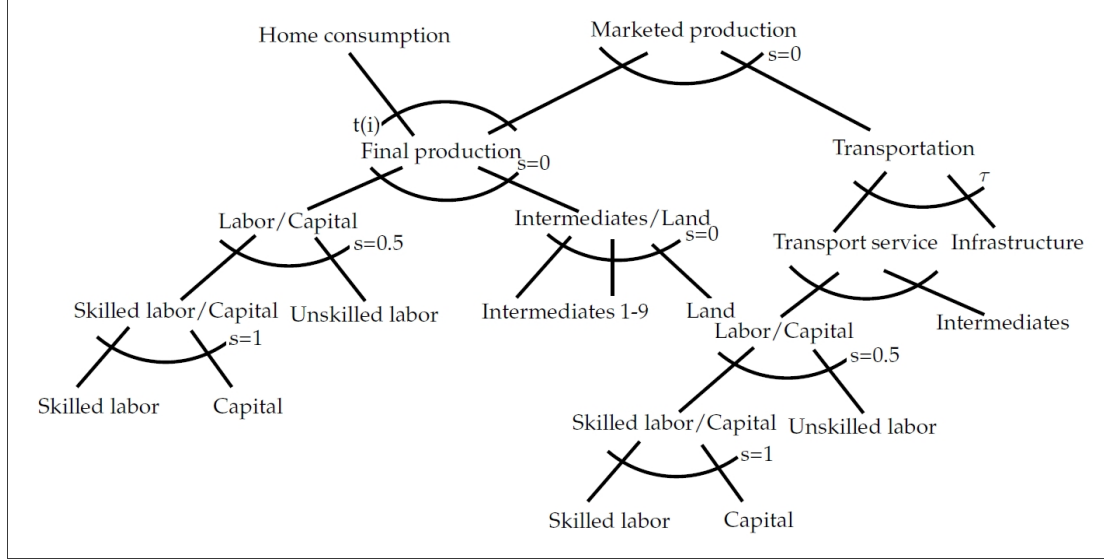 Marketed production
Home consumption
s=0
t(i)
Final production
s=0
Transportation
τ
Labor/Capital
s=0.5
Intermediates/Land
s=0
Transport service
Infrastructure
Skilled labor/Capital
s=1
Unskilled labor
Intermediates 1-9
Land
Labor/Capital
s=0.5
Intermediates
Skilled labor
Capital
Skilled labor/Capital
s=1
Unskilled labor
Skilled labor
Capital